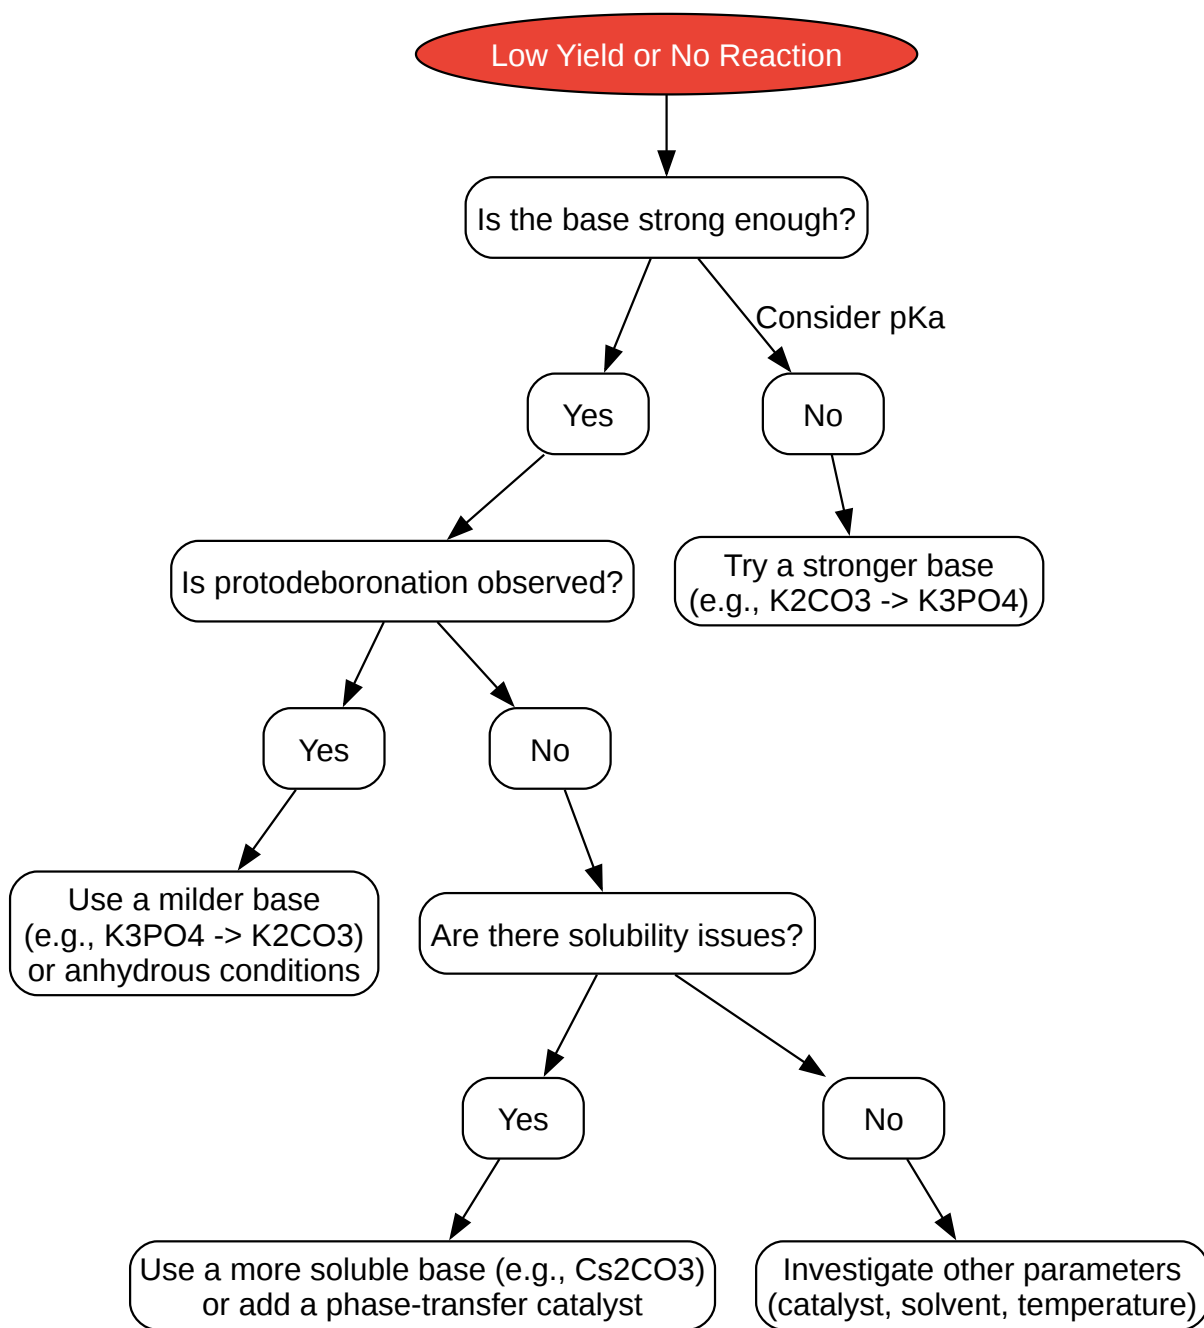 Low Yield or No Reaction
Is the base strong enough?
Consider pKa
Yes
No
Is protodeboronation observed?
Try a stronger base
(e.g., K2CO3 -> K3PO4)
Yes
No
Use a milder base
(e.g., K3PO4 -> K2CO3)
or anhydrous conditions
Are there solubility issues?
Yes
No
Use a more soluble base (e.g., Cs2CO3)
or add a phase-transfer catalyst
Investigate other parameters
(catalyst, solvent, temperature)